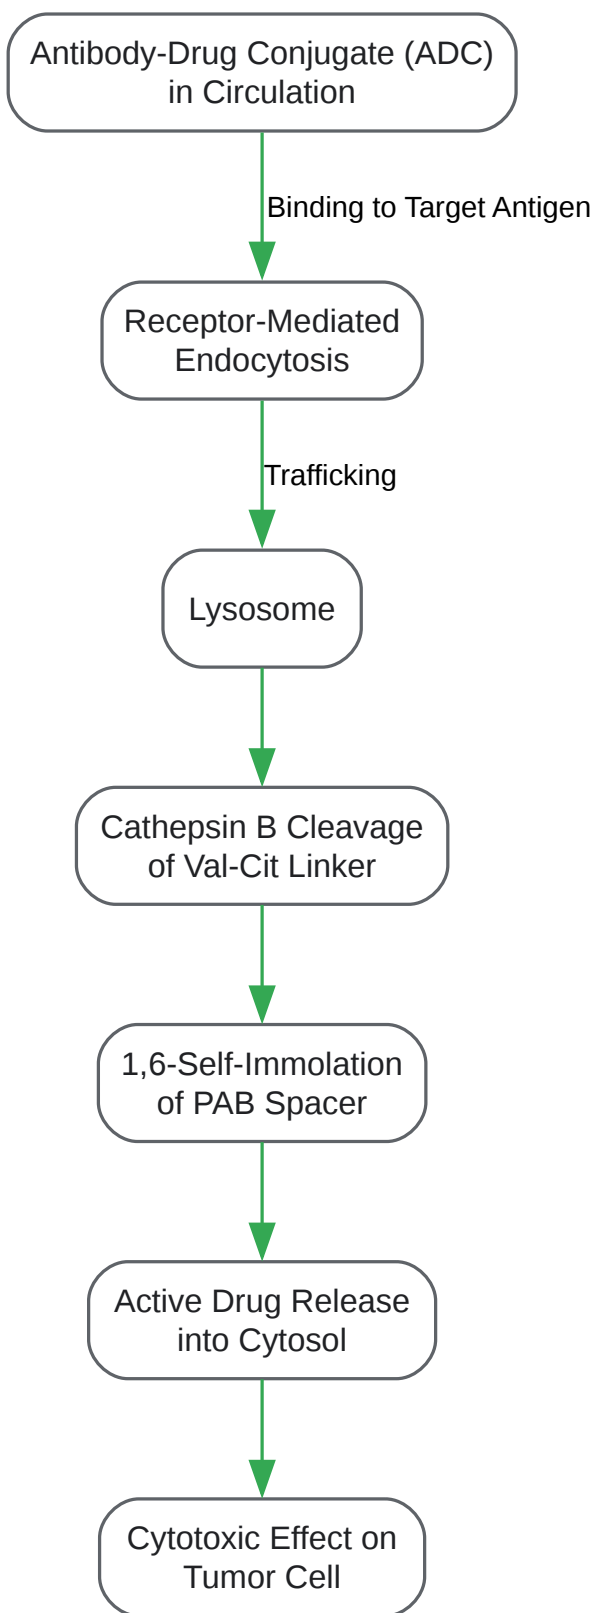 Antibody-Drug Conjugate (ADC)
in Circulation
Binding to Target Antigen
Receptor-Mediated
Endocytosis
Trafficking
Lysosome
Cathepsin B Cleavage
of Val-Cit Linker
1,6-Self-Immolation
of PAB Spacer
Active Drug Release
into Cytosol
Cytotoxic Effect on
Tumor Cell